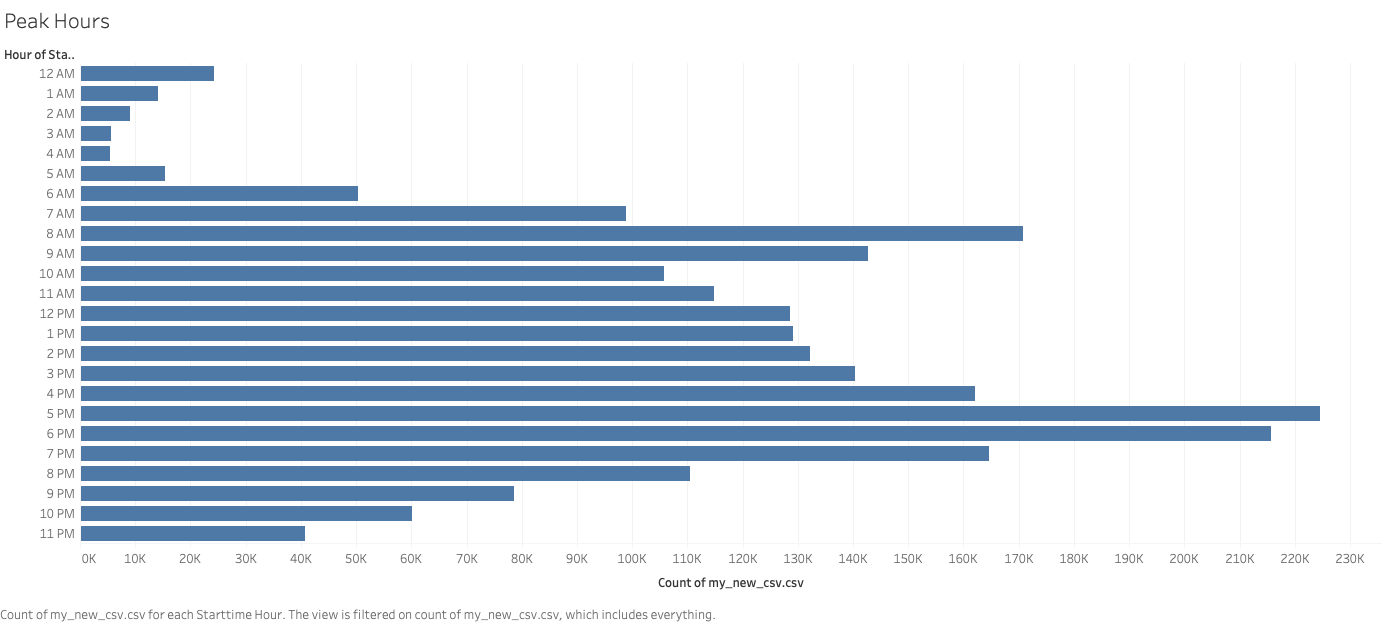 Peak Hours
Hour of Sta..
12 AM
1 AM
2 AM
3 AM
4 AM
5 AM
6 AM
7 AM
8 AM
9 AM
10 AM
11 AM
12 PM
1 PM
2 PM
3 PM
4 PM
5 PM
6 PM
7 PM
8 PM
9 PM
10 PM
11 PM
0K 10K 20K 30K 40K 50K 60K 70K 80K 90K 100K 110K 120K 130K 140K 150K 160K 170K 180K 190K 200K 210K 220K 230K
Count of my_new_csv.csv
Count of my_new_csv.csv for each Starttime Hour. The view is filtered on count of my_new_csv.csv, which includes everything.